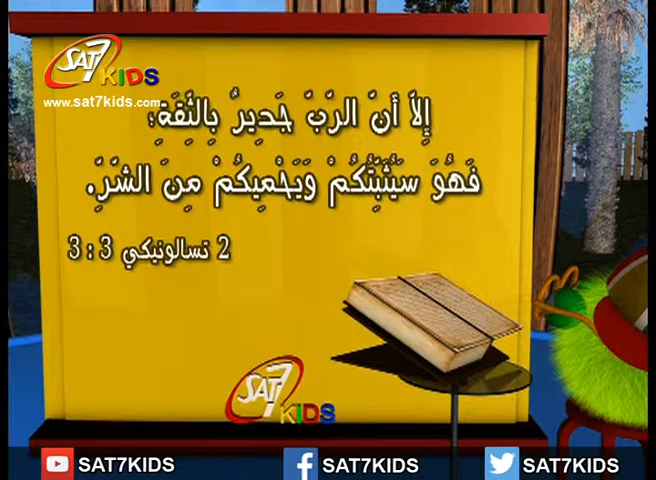 SAT7 KIDS
www.sat7kids.com
إِلاَّ أَنَّ الرَّبَّ جَدِيرٌ بِالثِّقَةِ؛
فَهُوَ سَيُثَبِّتُكُمْ وَيَحْمِيكُمْ مِنَ الشَّرِّ.
2 تسالونيكي 3 : 3
SAT7 KIDS
SAT7KIDS SAT7KIDS SAT7KIDS